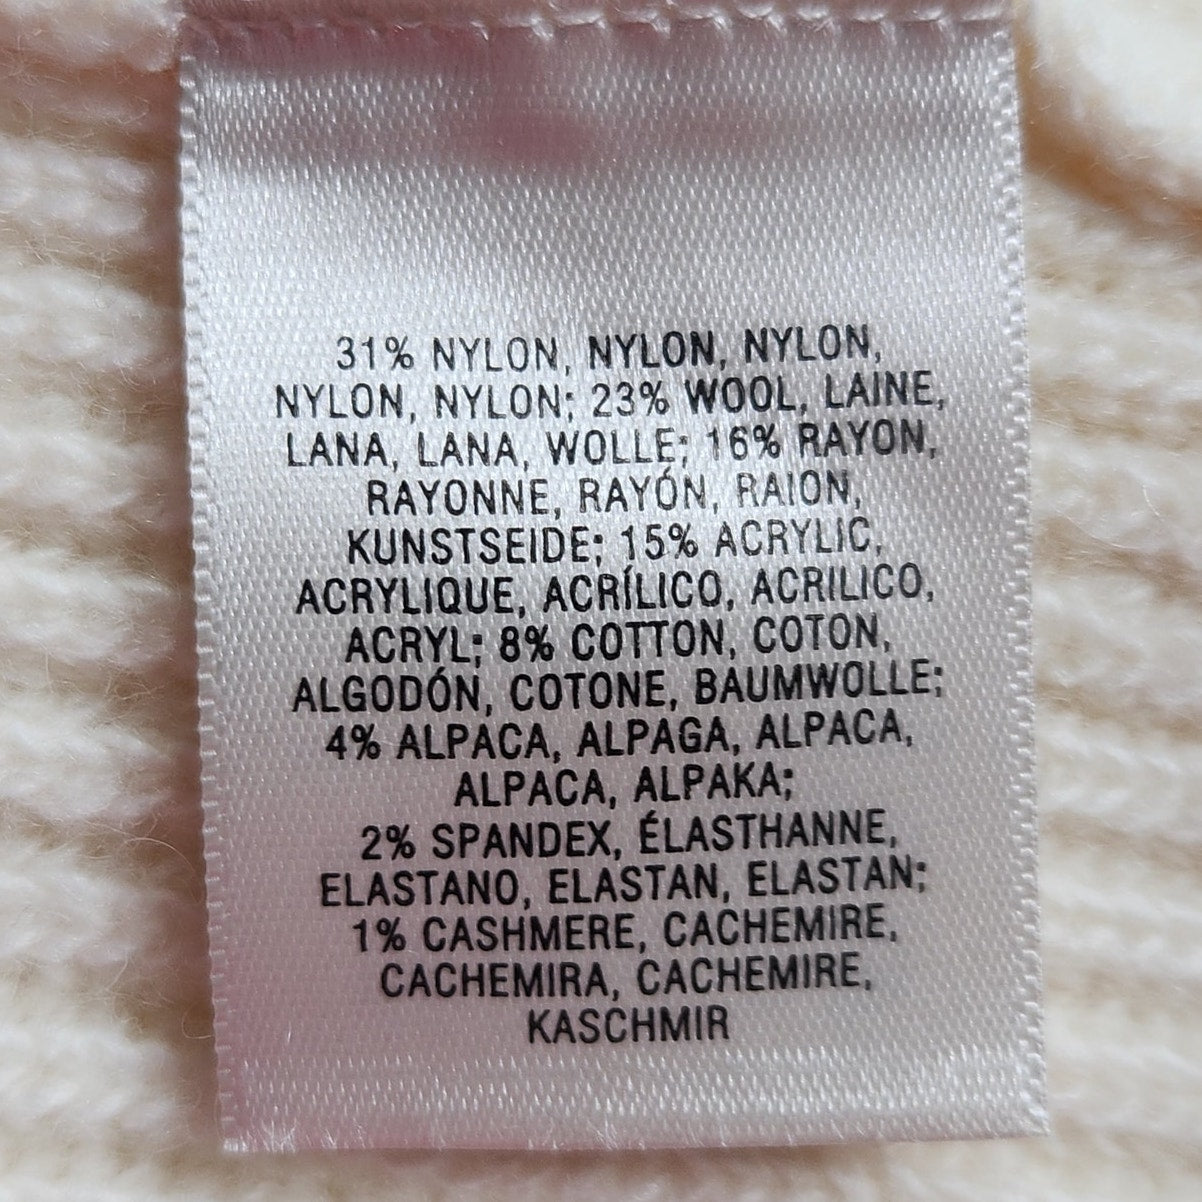 31% NYLON, NYLON, NYLON,
NYLON, NYLON; 23% WOOL, LAINE,
LANA, LANA, WOLLE; 16% RAYON,
RAYONNE, RAYÓN, RAION,
KUNSTSEIDE; 15% ACRYLIC,
ACRYLIQUE, ACRÍLICO, ACRILICO,
ACRYL; 8% COTTON, COTON,
ALGODÓN, COTONE, BAUMWOLLE;
4% ALPACA, ALPAGA, ALPACA,
ALPACA, ALPAKA;
2% SPANDEX, ÉLASTHANNE,
ELASTANO, ELASTAN, ELASTAN;
1% CASHMERE, CACHEMIRE,
CACHEMIRA, CACHEMIRE,
KASCHMIR